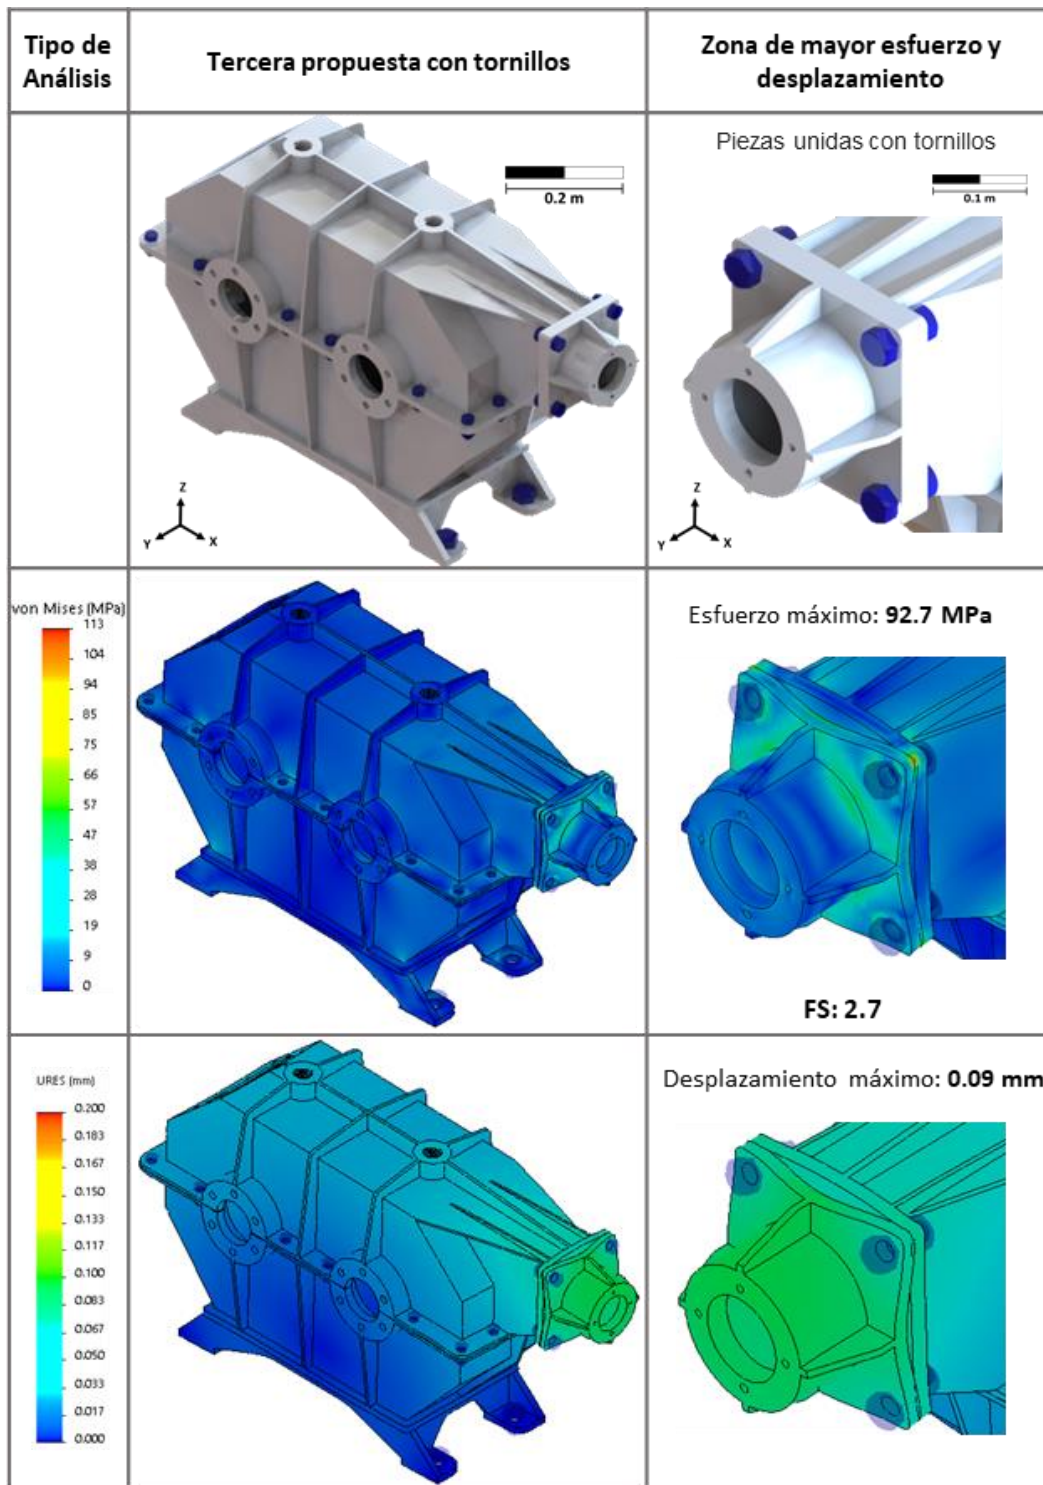 Tipo de
Análisis
Tercera propuesta con tornillos
Zona de mayor esfuerzo y
desplazamiento
0.2 m
Z
Y
X
Piezas unidas con tornillos
0.1 m
Z
Y
X
von Mises (MPa)
113
104
94
85
75
66
57
47
38
28
19
9
0
Esfuerzo máximo: 92.7 MPa
FS: 2.7
URES (mm)
0.200
0.183
0.167
0.150
0.133
0.117
0.100
0.083
0.067
0.050
0.033
0.017
0.000
Desplazamiento máximo: 0.09 mm